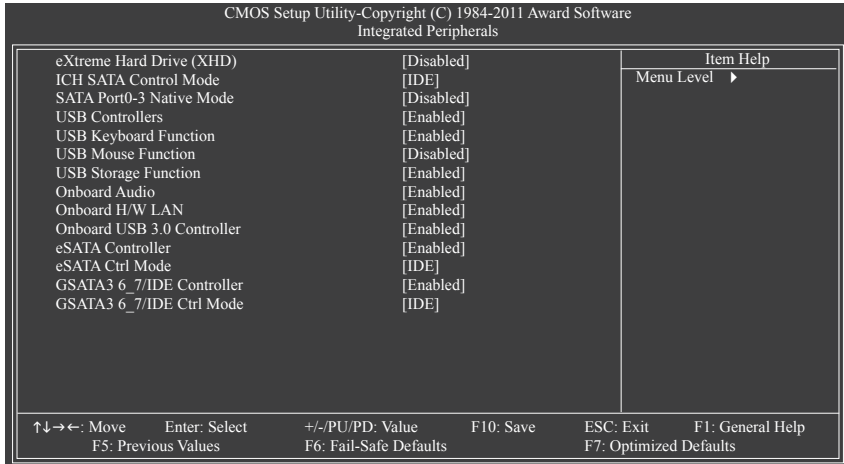 CMOS Setup Utility-Copyright (C) 1984-2011 Award Software
Integrated Peripherals
eXtreme Hard Drive (XHD) [Disabled] Item Help
ICH SATA Control Mode [IDE] Menu Level ▶
SATA Port0-3 Native Mode [Disabled]
USB Controllers [Enabled]
USB Keyboard Function [Enabled]
USB Mouse Function [Disabled]
USB Storage Function [Enabled]
Onboard Audio [Enabled]
Onboard H/W LAN [Enabled]
Onboard USB 3.0 Controller [Enabled]
eSATA Controller [Enabled]
eSATA Ctrl Mode [IDE]
GSATA3 6_7/IDE Controller [Enabled]
GSATA3 6_7/IDE Ctrl Mode [IDE]
↑↓→←: Move Enter: Select +/-/PU/PD: Value F10: Save ESC: Exit F1: General Help
F5: Previous Values F6: Fail-Safe Defaults F7: Optimized Defaults